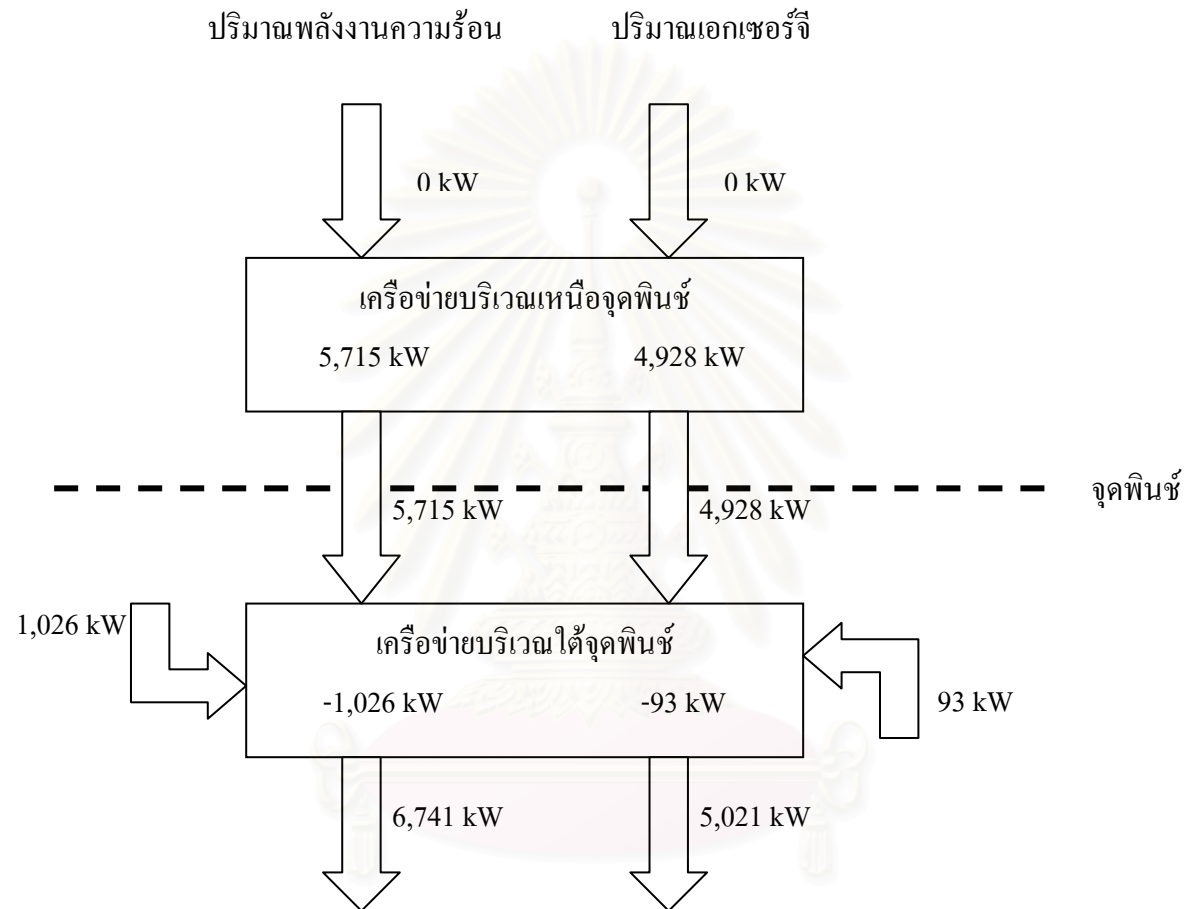 ปริมาณพลังงานความร้อน ปริมาณเอกเซอร์จี
0 kW 0 kW
เครือข่ายบริเวณเหนือจุดพินช์
5,715 kW 4,928 kW
จุดพินช์
5,715 kW 4,928 kW
1,026 kW
เครือข่ายบริเวณใต้จุดพินช์
-1,026 kW -93 kW
93 kW
6,741 kW 5,021 kW